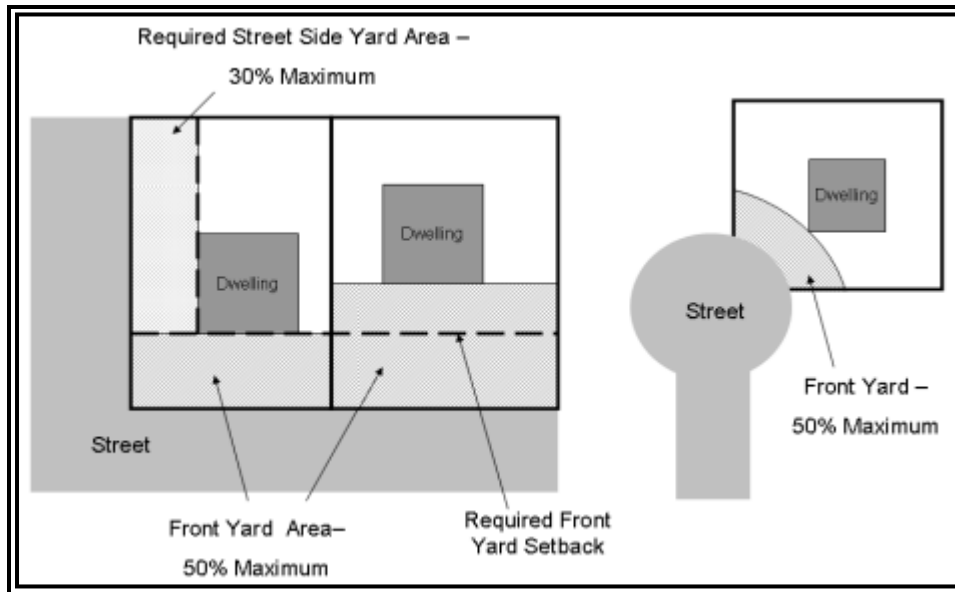 Required Street Side Yard Area –
30% Maximum
Dwelling
Dwelling
Dwelling
Street
Street
Front Yard –
50% Maximum
Front Yard Area–
50% Maximum
Required Front
Yard Setback